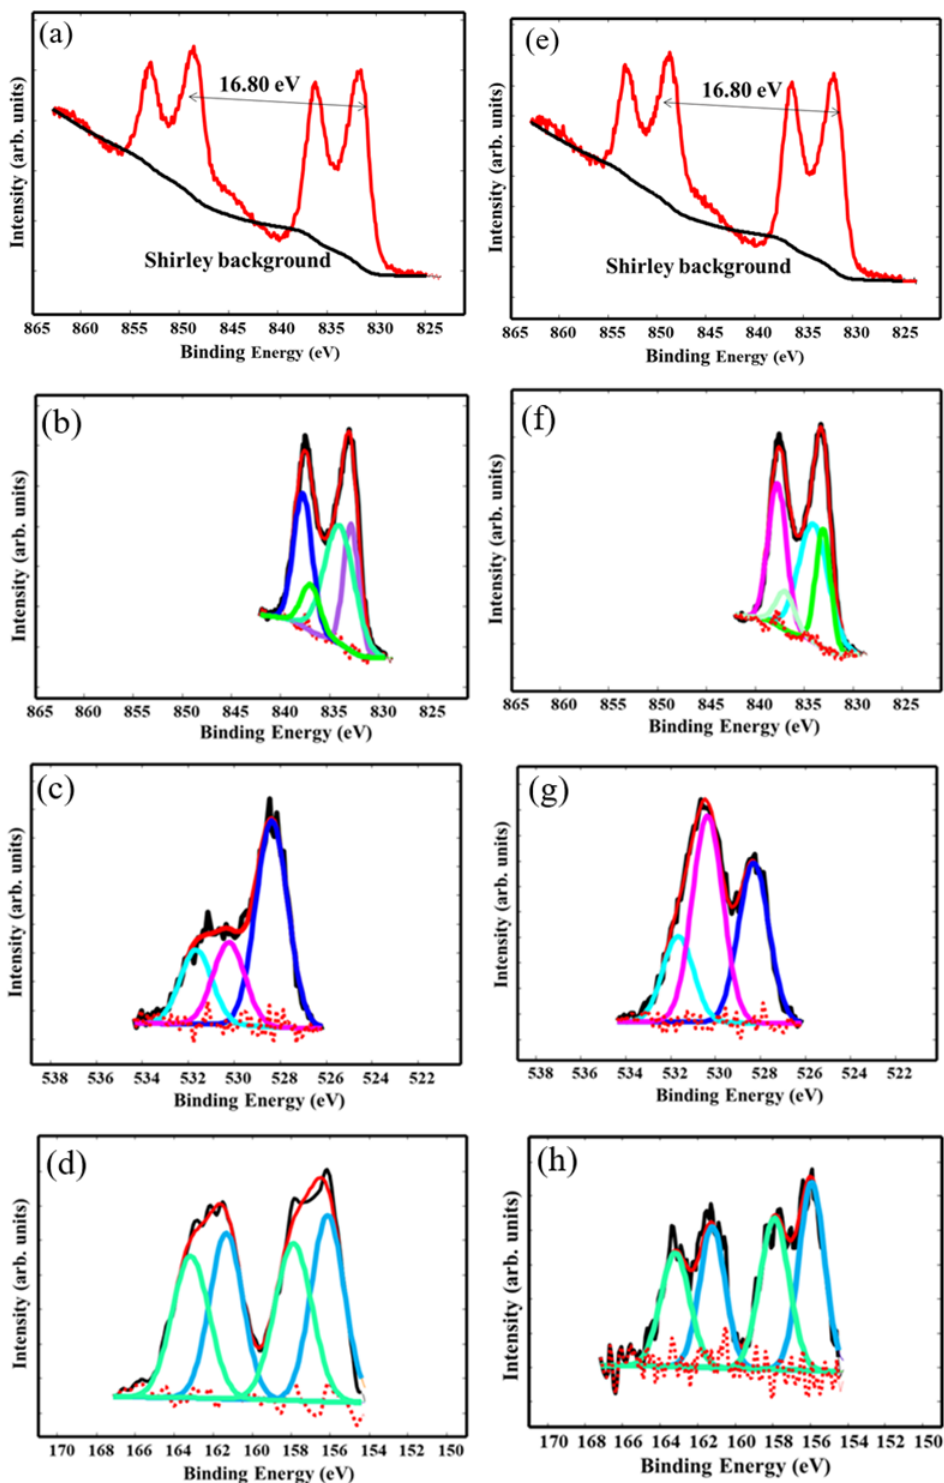 (a)
16.80 eV
Shirley background
Intensity (arb. units)
865 860 855 850 845 840 835 830 825
Binding Energy (eV)
(e)
16.80 eV
Shirley background
Intensity (arb. units)
865 860 855 850 845 840 835 830 825
Binding Energy (eV)
(b)
Intensity (arb. units)
865 860 855 850 845 840 835 830 825
Binding Energy (eV)
(f)
Intensity (arb. units)
865 860 855 850 845 840 835 830 825
Binding Energy (eV)
(c)
Intensity (arb. units)
538 536 534 532 530 528 526 524 522
Binding Energy (eV)
(g)
Intensity (arb. units)
538 536 534 532 530 528 526 524 522
Binding Energy (eV)
(d)
Intensity (arb. units)
170 168 166 164 162 160 158 156 154 152 150
Binding Energy (eV)
(h)
Intensity (arb. units)
170 168 166 164 162 160 158 156 154 152 150
Binding Energy (eV)